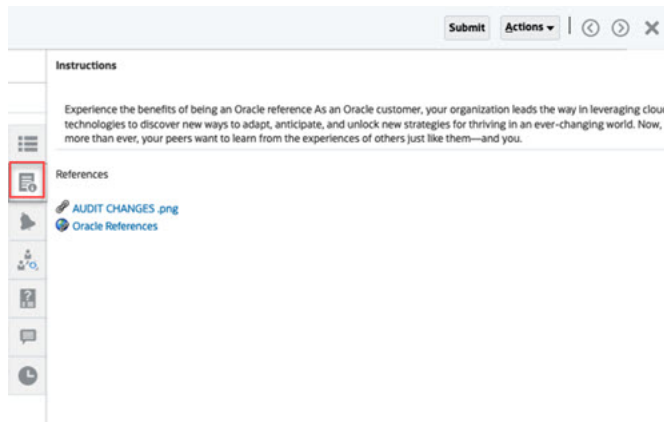 Submit Actions
Instructions
Experience the benefits of being an Oracle reference As an Oracle customer, your organization leads the way in leveraging clou
technologies to discover new ways to adapt, anticipate, and unlock new strategies for thriving in an ever-changing world. Now,
more than ever, your peers want to learn from the experiences of others just like them—and you.
References
AUDIT CHANGES .png
Oracle References